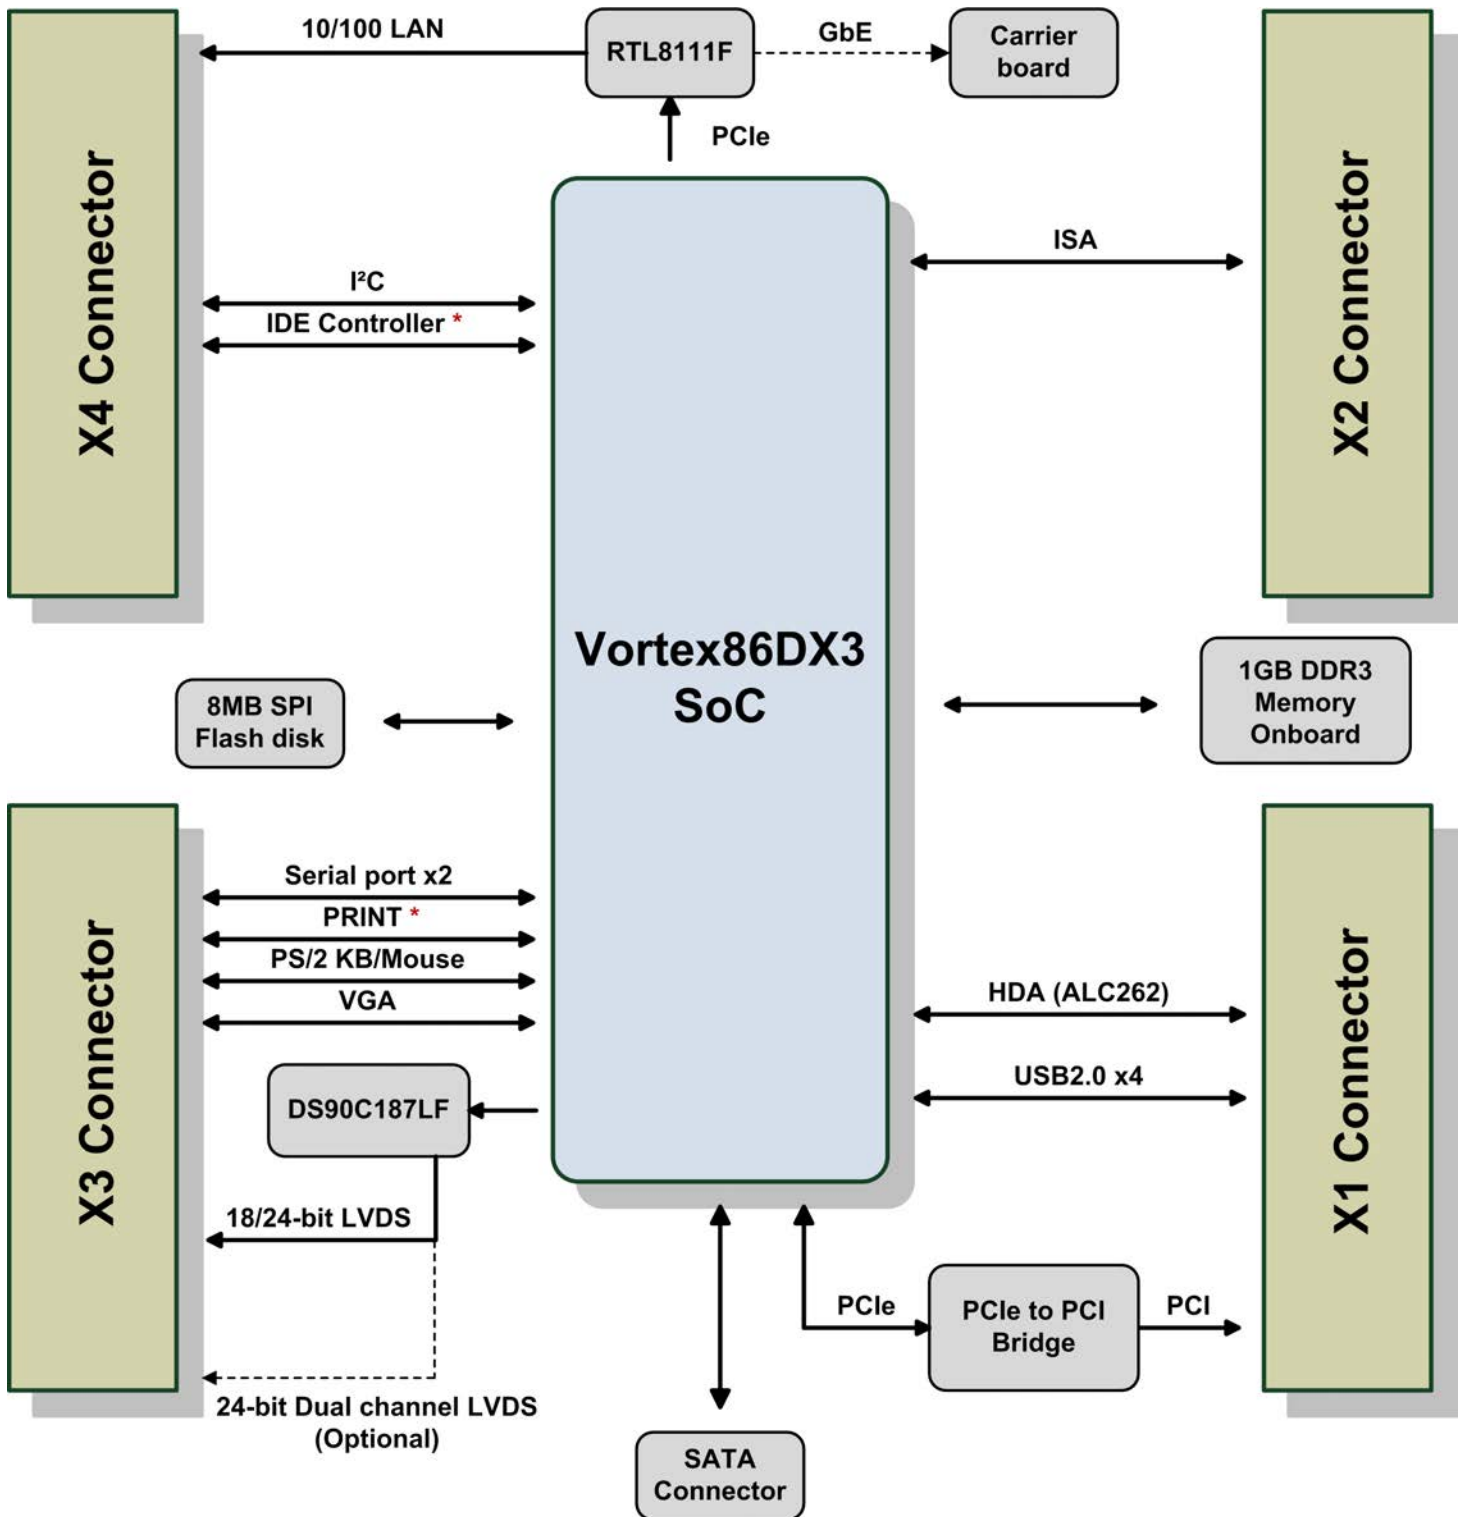 10/100 LAN
RTL8111F
GbE
Carrier
board
PCIe
X4 Connector
X2 Connector
ISA
I²C
IDE Controller *
Vortex86DX3
SoC
8MB SPI
Flash disk
1GB DDR3
Memory
Onboard
X3 Connector
X1 Connector
Serial port x2
PRINT *
PS/2 KB/Mouse
VGA
HDA (ALC262)
USB2.0 x4
DS90C187LF
18/24-bit LVDS
PCIe
PCIe to PCI
Bridge
PCI
24-bit Dual channel LVDS
(Optional)
SATA
Connector